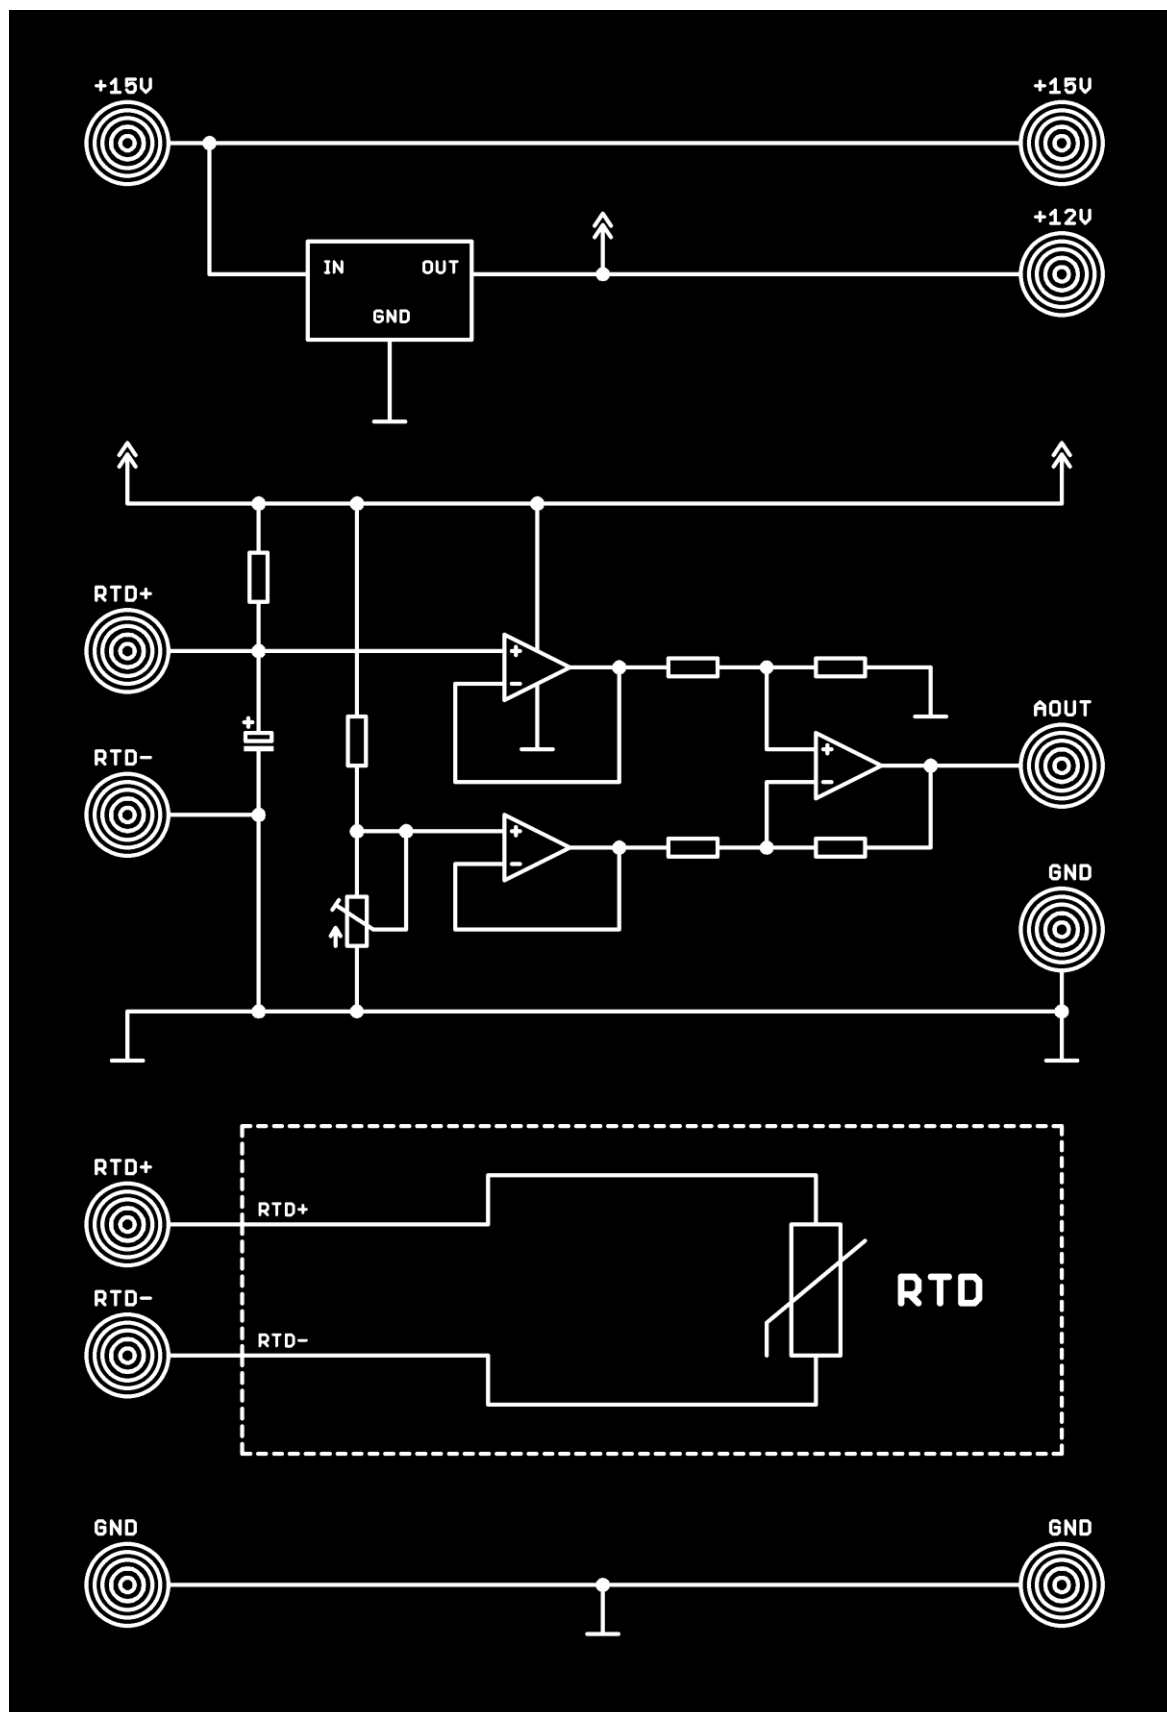 +15V
+15V
+12V
IN
OUT
GND
RTD+
+
-
AOUT
+
RTD-
+
-
+
-
GND
RTD+
RTD+
RTD
RTD-
RTD-
GND
GND